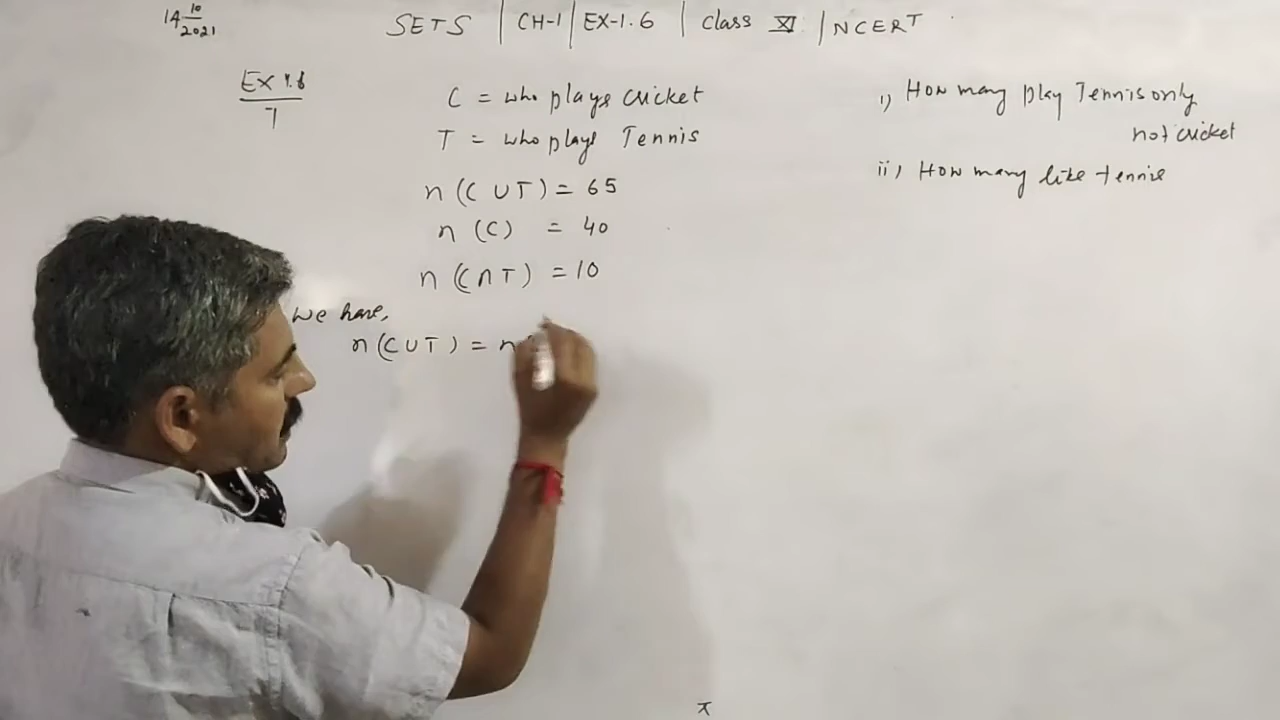 14 10/2021
SETS | CH-1 | EX-1.6 | Class XI | NCERT
Ex 1.6
7
C = who plays cricket
T = who plays Tennis
n (C ∪ T) = 65
n (C) = 40
n (C ∩ T) = 10
We have,
n (C ∪ T) = n
i) How many play Tennis only
not cricket
ii) How many like tennis